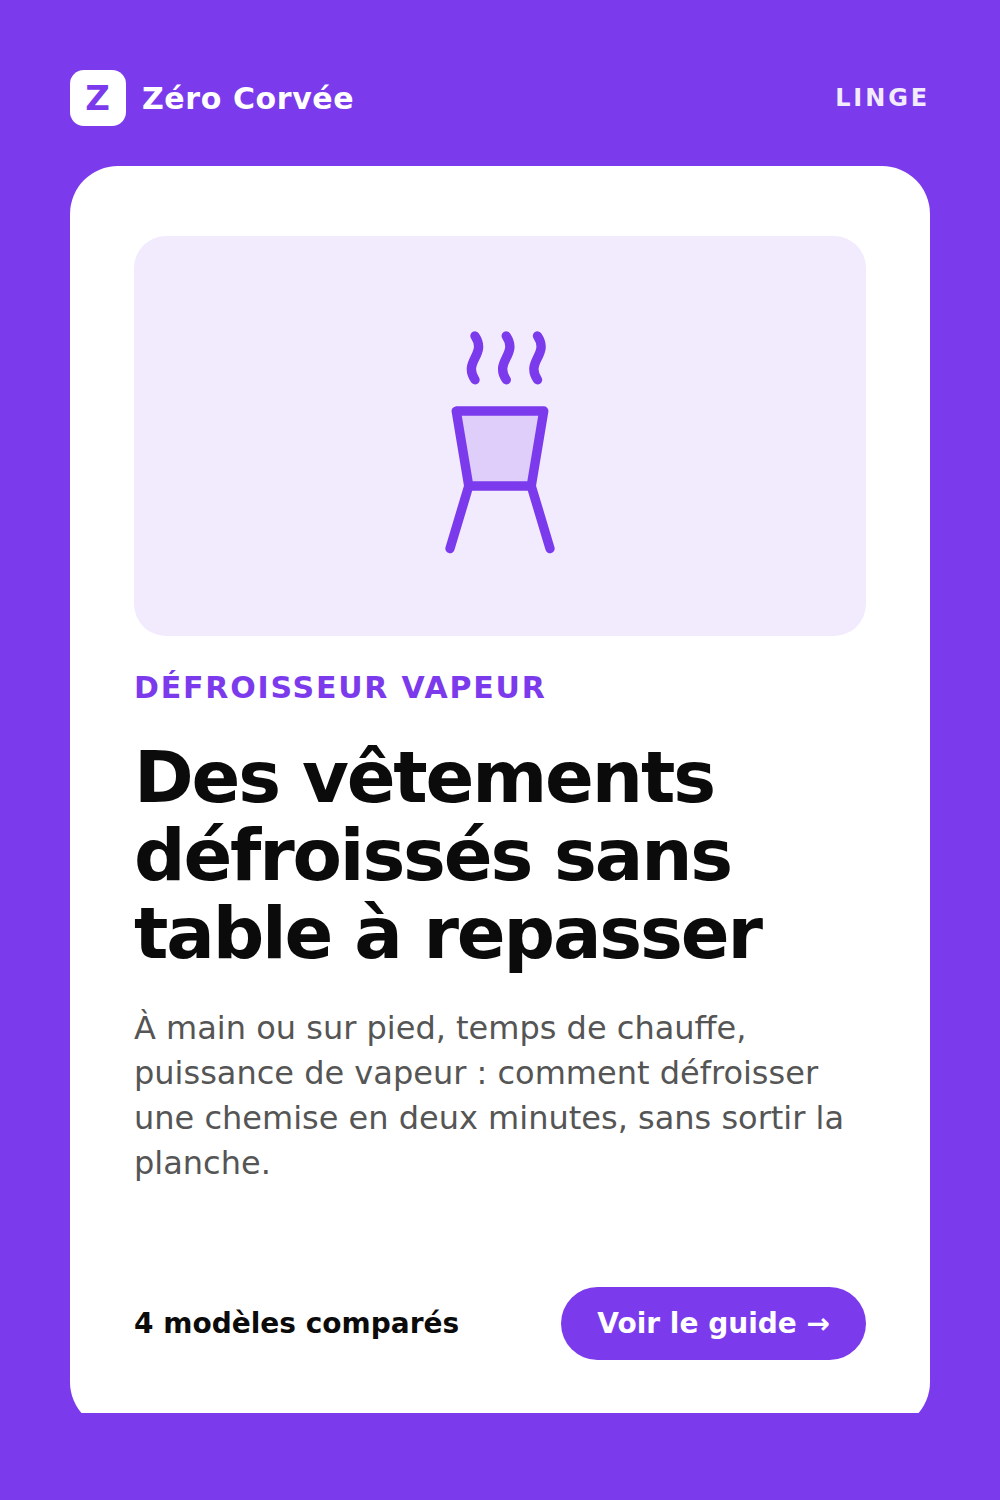 Z Zéro Corvée
LINGE
DÉFROISSEUR VAPEUR
Des vêtements
défroissés sans
table à repasser
À main ou sur pied, temps de chauffe,
puissance de vapeur : comment défroisser
une chemise en deux minutes, sans sortir la
planche.
4 modèles comparés
Voir le guide →